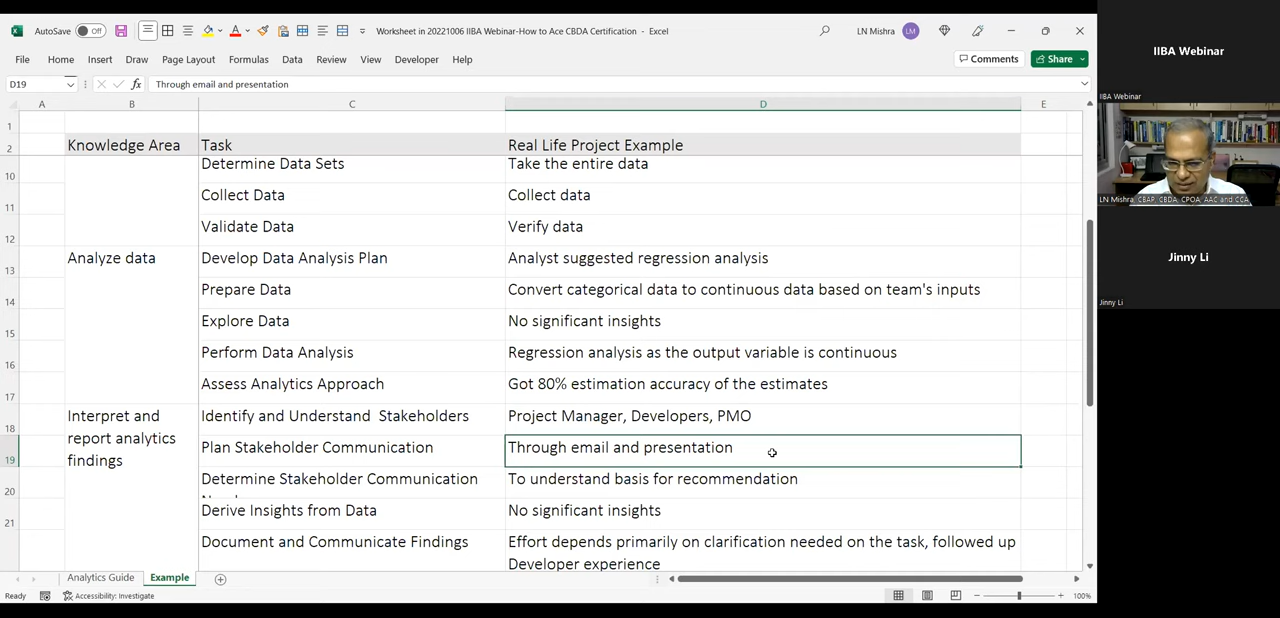 AutoSave Off Worksheet in 20221006 IIBA Webinar-How to Ace CBDA Certification - Excel LN Mishra LM
File Home Insert Draw Page Layout Formulas Data Review View Developer Help Comments Share
D19 fx Through email and presentation
A B C D E
1
2 Knowledge Area Task Real Life Project Example
10 Determine Data Sets Take the entire data
11 Collect Data Collect data
12 Validate Data Verify data
13 Analyze data Develop Data Analysis Plan Analyst suggested regression analysis
14 Prepare Data Convert categorical data to continuous data based on team's inputs
15 Explore Data No significant insights
16 Perform Data Analysis Regression analysis as the output variable is continuous
17 Assess Analytics Approach Got 80% estimation accuracy of the estimates
18 Interpret and Identify and Understand Stakeholders Project Manager, Developers, PMO
report analytics
19 findings Plan Stakeholder Communication Through email and presentation
20 Determine Stakeholder Communication To understand basis for recommendation
21 Derive Insights from Data No significant insights
Document and Communicate Findings Effort depends primarily on clarification needed on the task, followed up
Developer experience
Analytics Guide Example
Ready Accessibility: Investigate 100%
IIBA Webinar
IIBA Webinar
LN Mishra, CBAP, CBDA, CPOA, AAC and CCA
Jinny Li
Jinny Li